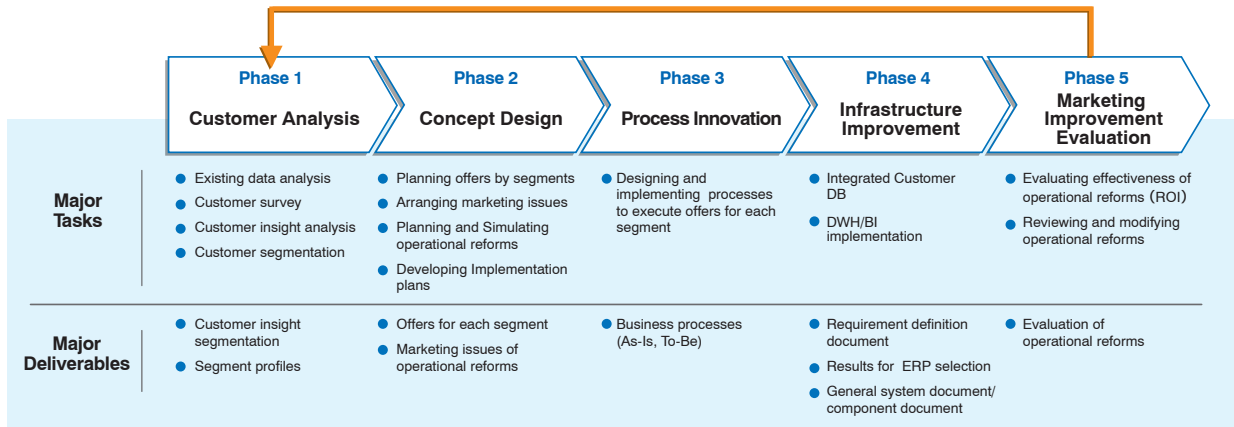 Phase 1
Customer Analysis
Phase 2
Concept Design
Phase 3
Process Innovation
Phase 4
Infrastructure
Improvement
Phase 5
Marketing
Improvement
Evaluation
Major
Tasks
Existing data analysis
Customer survey
Customer insight analysis
Customer segmentation
Planning offers by segments
Arranging marketing issues
Planning and Simulating
operational reforms
Developing Implementation
plans
Designing and
implementing processes
to execute offers for each
segment
Integrated Customer
DB
DWH/BI
implementation
Evaluating effectiveness of
operational reforms (ROI)
Reviewing and modifying
operational reforms
Major
Deliverables
Customer insight
segmentation
Segment profiles
Offers for each segment
Marketing issues of
operational reforms
Business processes
(As-Is, To-Be)
Requirement definition
document
Results for ERP selection
General system document/
component document
Evaluation of
operational reforms